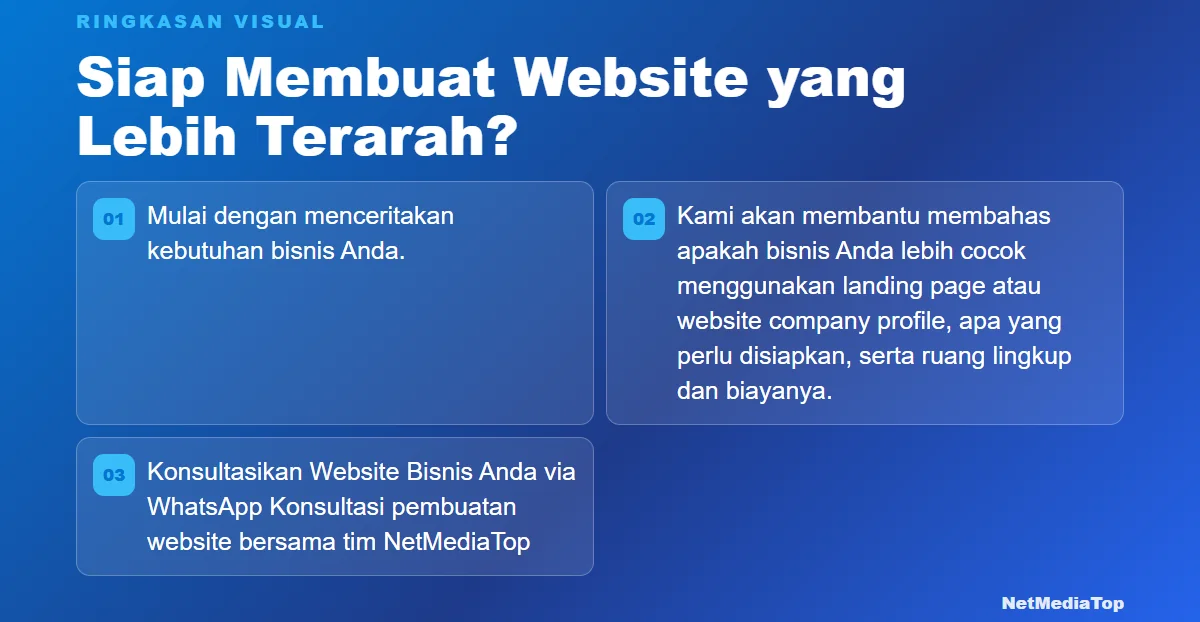 RINGKASAN VISUAL
Siap Membuat Website yang
Lebih Terarah?
01
Mulai dengan menceritakan
kebutuhan bisnis Anda.
02
Kami akan membantu membahas
apakah bisnis Anda lebih cocok
menggunakan landing page atau
website company profile, apa yang
perlu disiapkan, serta ruang lingkup
dan biayanya.
03
Konsultasikan Website Bisnis Anda via
WhatsApp Konsultasi pembuatan
website bersama tim NetMediaTop
NetMediaTop